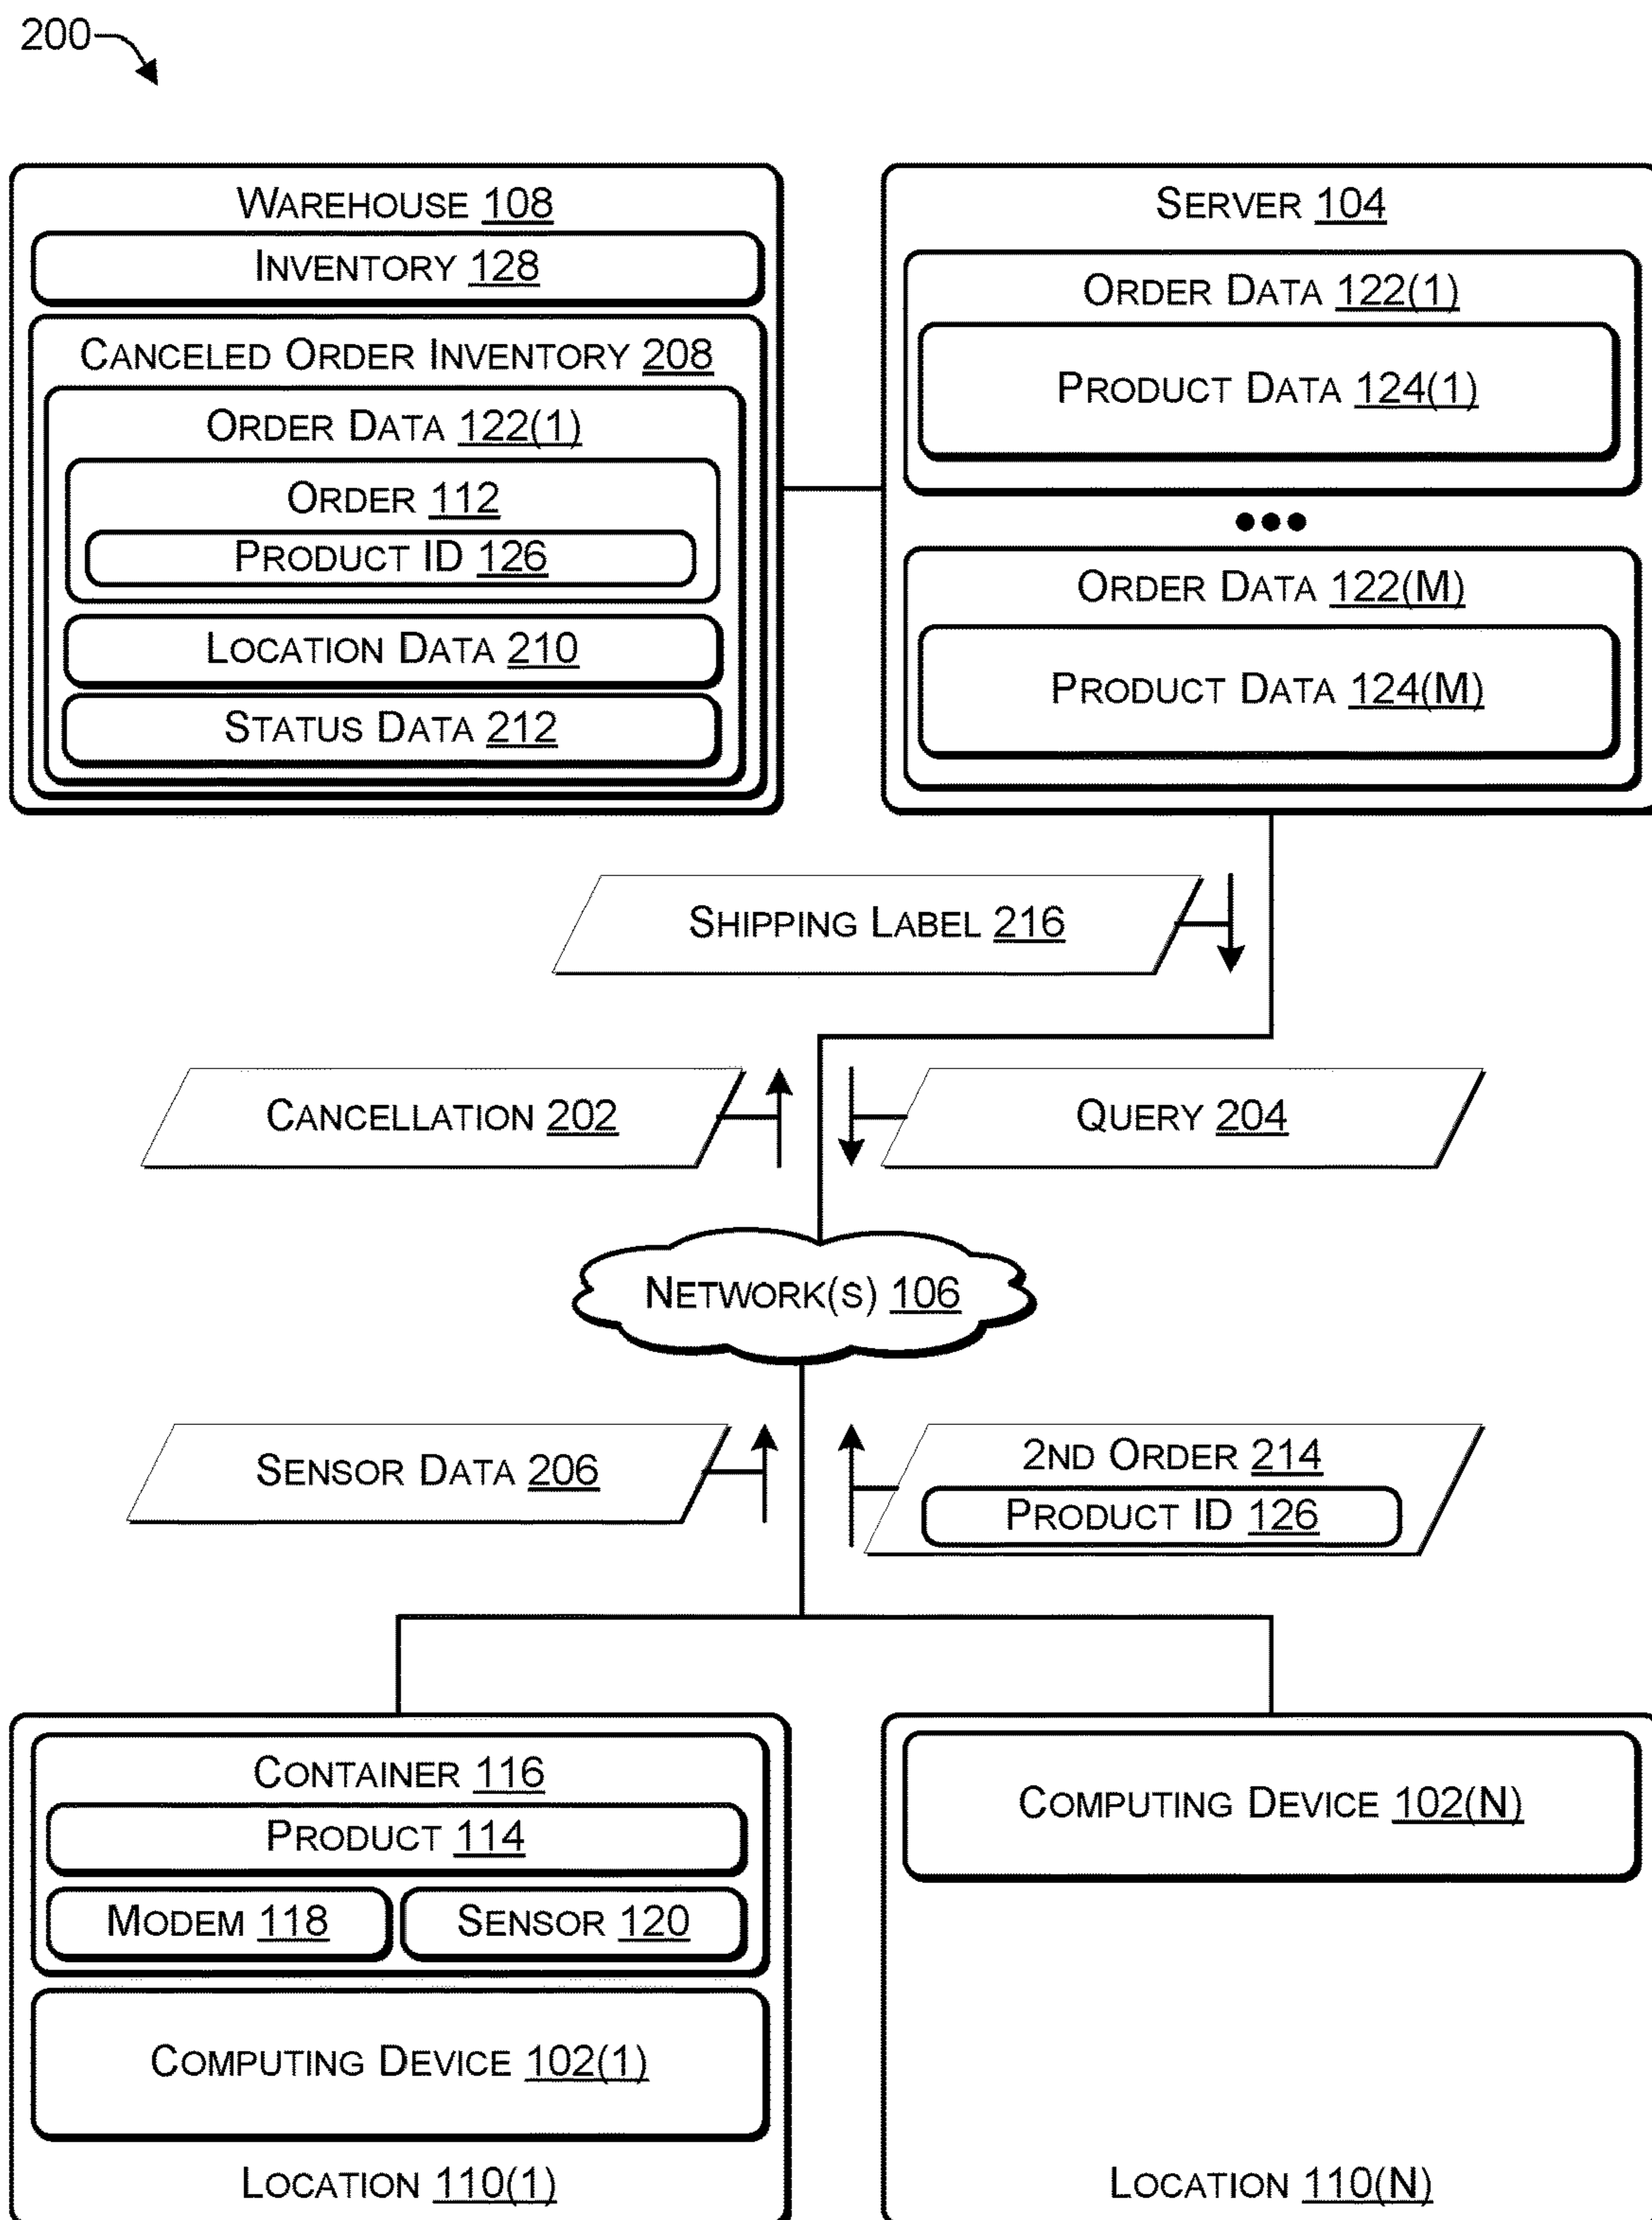 200
WAREHOUSE 108
INVENTORY 128
CANCELED ORDER INVENTORY 208
ORDER DATA 122(1)
ORDER 112
PRODUCT ID 126
LOCATION DATA 210
STATUS DATA 212
SERVER 104
ORDER DATA 122(1)
PRODUCT DATA 124(1)
ORDER DATA 122(M)
PRODUCT DATA 124(M)
SHIPPING LABEL 216
CANCELLATION 202
QUERY 204
NETWORK(S) 106
SENSOR DATA 206
2ND ORDER 214
PRODUCT ID 126
CONTAINER 116
PRODUCT 114
MODEM 118
SENSOR 120
COMPUTING DEVICE 102(1)
LOCATION 110(1)
COMPUTING DEVICE 102(N)
LOCATION 110(N)